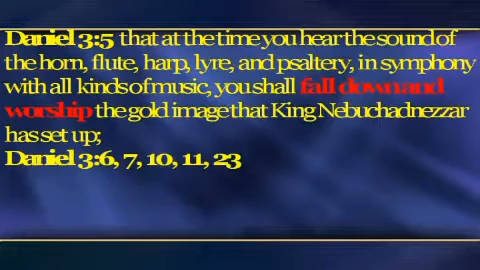 Daniel 3:5 that at the time you hear the sound of
the horn, flute, harp, lyre, and psaltery, in symphony
with all kinds of music, you shall fall down and
worship the gold image that King Nebuchadnezzar
has set up;
Daniel 3:6, 7, 10, 11, 23